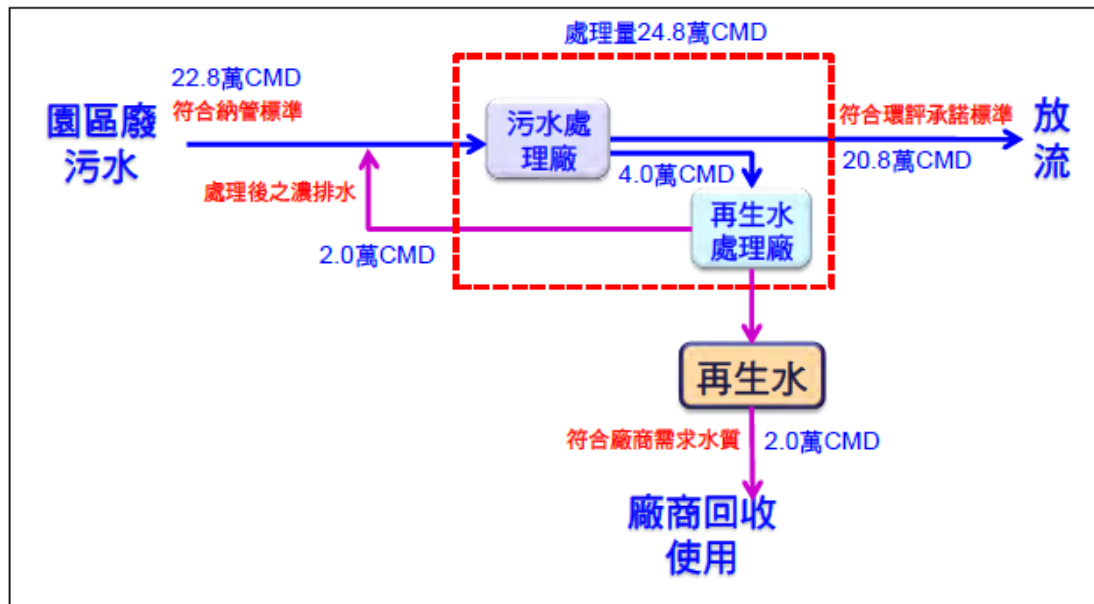 處理量24.8萬CMD
22.8萬CMD
符合納管標準
園區廢
污水
污水處
理廠
符合環評承諾標準
20.8萬CMD
放
流
4.0萬CMD
處理後之濃排水
2.0萬CMD
再生水
處理廠
再生水
符合廠商需求水質
2.0萬CMD
廠商回收
使用